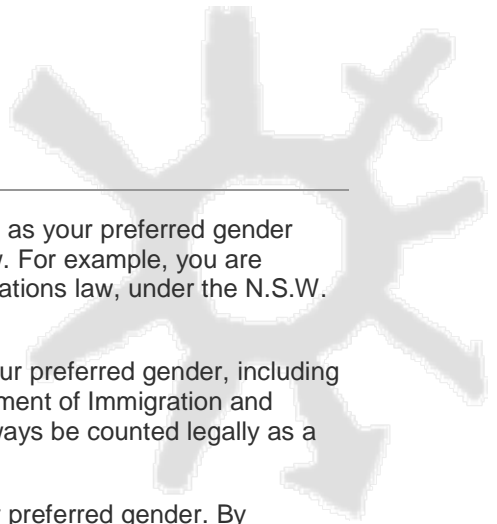 as your preferred gender
. For example, you are
ations law, under the N.S.W.
ur preferred gender, including
ment of Immigration and
ays be counted legally as a
preferred gender. By